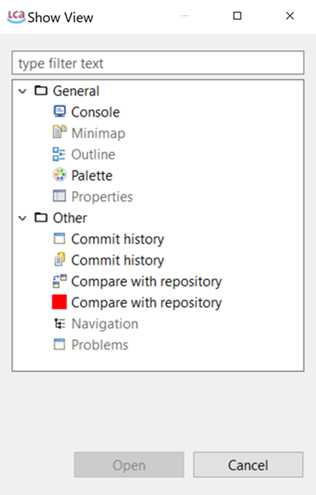 LCA Show View
type filter text
General
Console
Minimap
Outline
Palette
Properties
Other
Commit history
Commit history
Compare with repository
Compare with repository
Navigation
Problems
Open Cancel